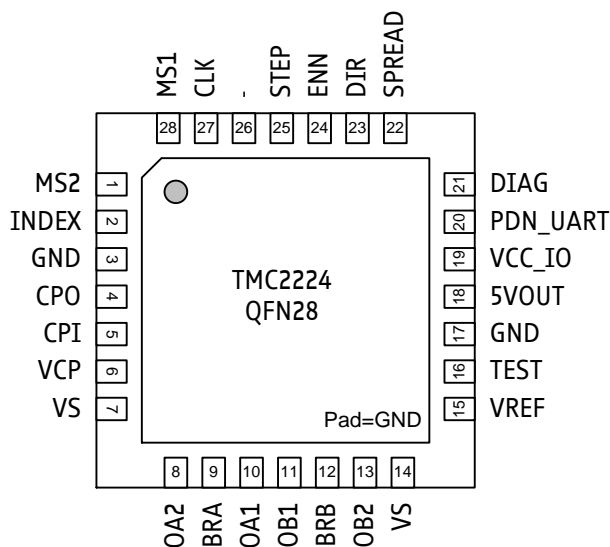 MS1 CLK - STEP ENN DIR SPREAD
28 27 26 25 24 23 22
MS2 1 21 DIAG
INDEX 2 20 PDN_UART
GND 3 19 VCC_IO
CPO 4 18 5VOUT
CPI 5 17 GND
VCP 6 16 TEST
VS 7 15 VREF
TMC2224
QFN28
Pad=GND
8 9 10 11 12 13 14
OA2 BRA OA1 OB1 BRB OB2 VS